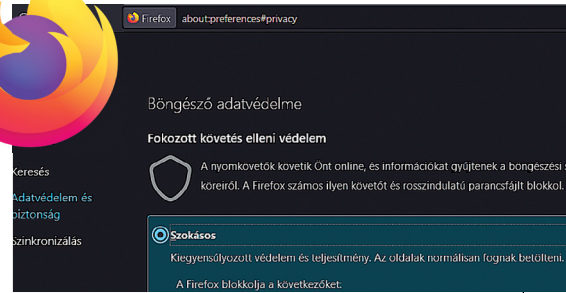 Firefox about:preferences#privacy
Böngésző adatvédelme
Fokozott követés elleni védelem
Keresés
A nyomkövetők követik Önt online, és információkat gyűjtenek a böngészési
köreiről. A Firefox számos ilyen követőt és rosszindulatú parancsfájlt blokkol.
Adatvédelem és
biztonság
Szokásos
Szinkronizálás
Kiegyensúlyozott védelem és teljesítmény. Az oldalak normálisan fognak betölteni.
A Firefox blokkolja a következőket: